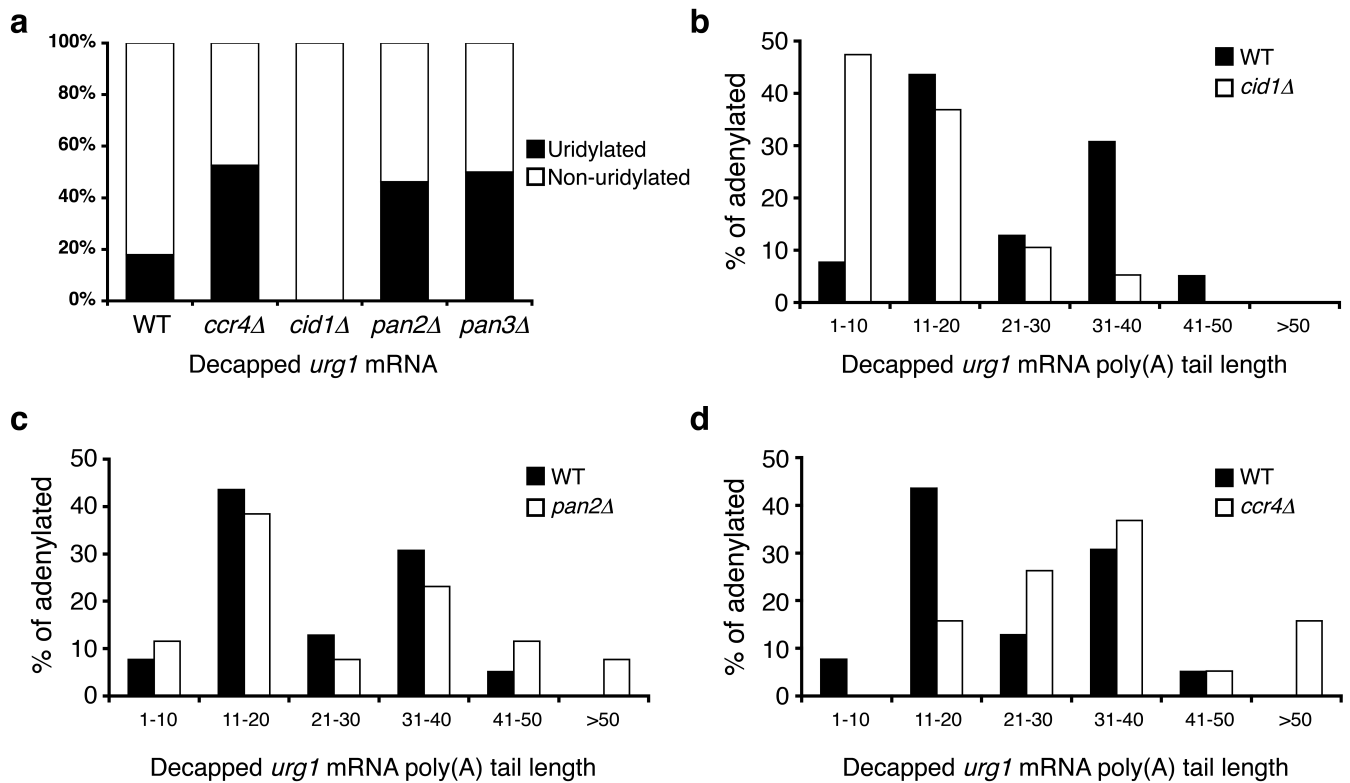 a
100%
80%
60%
40%
20%
0%
WT ccr4Δ cid1Δ pan2Δ pan3Δ
Decapped urg1 mRNA
Uridylated
Non-uridylated
b
% of adenylated
50
40
30
20
10
0
WT
cid1Δ
1-10 11-20 21-30 31-40 41-50 >50
Decapped urg1 mRNA poly(A) tail length
c
% of adenylated
50
40
30
20
10
0
WT
pan2Δ
1-10 11-20 21-30 31-40 41-50 >50
Decapped urg1 mRNA poly(A) tail length
d
% of adenylated
50
40
30
20
10
0
WT
ccr4Δ
1-10 11-20 21-30 31-40 41-50 >50
Decapped urg1 mRNA poly(A) tail length